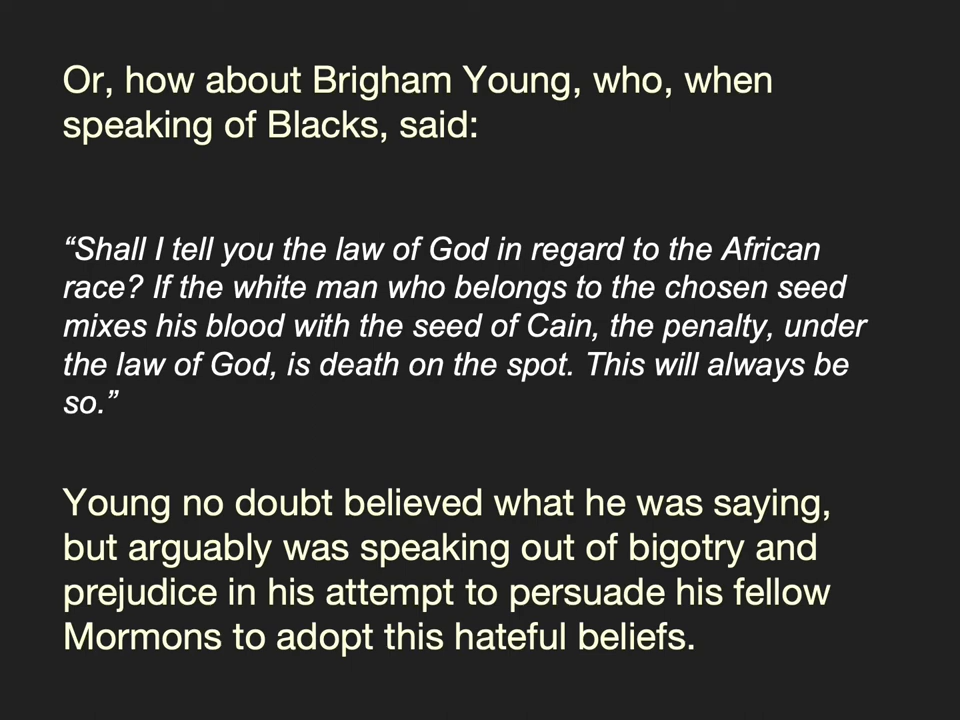 Or, how about Brigham Young, who, when
speaking of Blacks, said:
“Shall I tell you the law of God in regard to the African
race? If the white man who belongs to the chosen seed
mixes his blood with the seed of Cain, the penalty, under
the law of God, is death on the spot. This will always be
so.”
Young no doubt believed what he was saying,
but arguably was speaking out of bigotry and
prejudice in his attempt to persuade his fellow
Mormons to adopt this hateful beliefs.